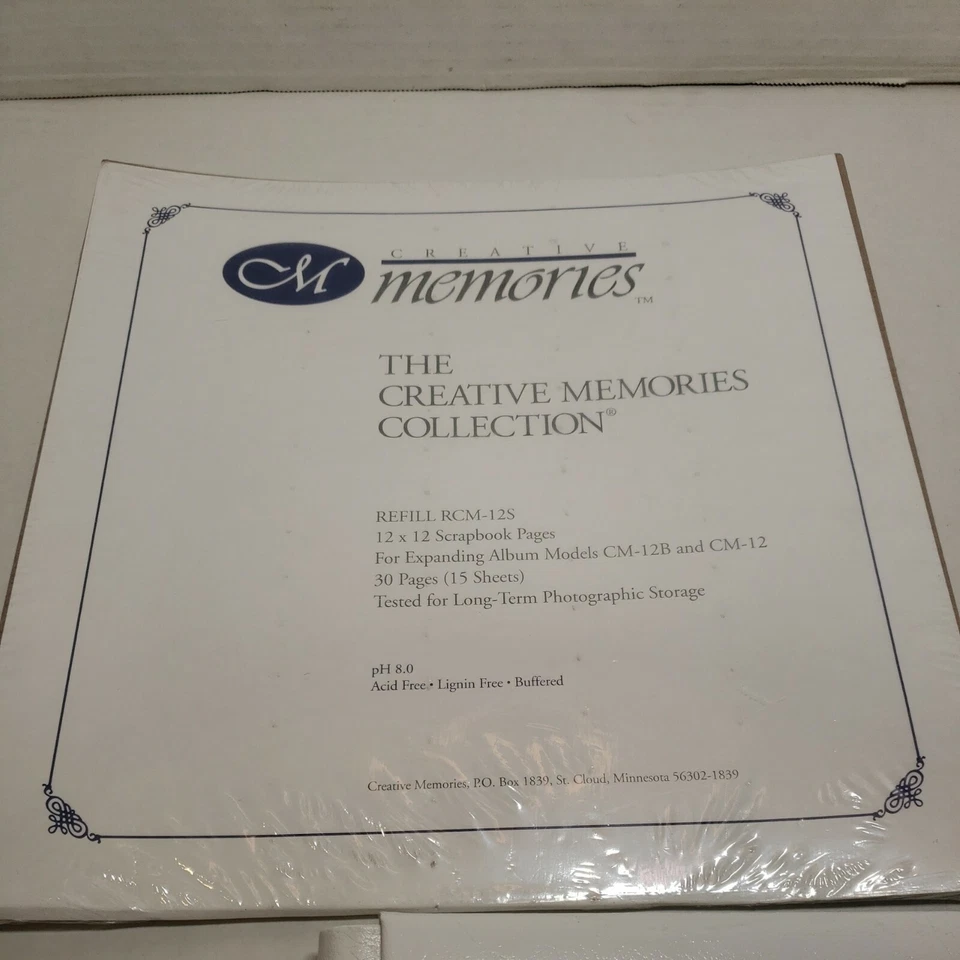 CM
CREATIVE
memories™
THE
CREATIVE MEMORIES
COLLECTION®
REFILL RCM-12S
12 x 12 Scrapbook Pages
For Expanding Album Models CM-12B and CM-12
30 Pages (15 Sheets)
Tested for Long-Term Photographic Storage
pH 8.0
Acid Free • Lignin Free • Buffered
Creative Memories, P.O. Box 1839, St. Cloud, Minnesota 56302-1839